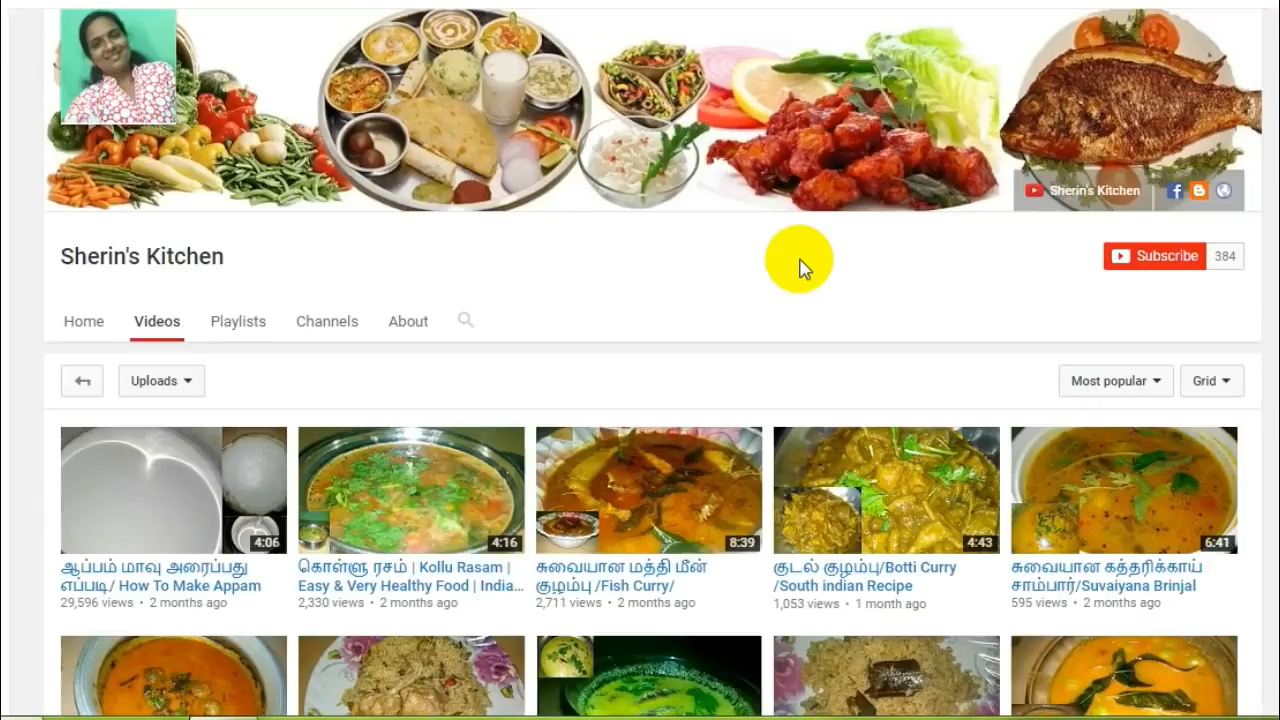 Sherin's Kitchen
Sherin's Kitchen
Subscribe 384
Home Videos Playlists Channels About
Uploads Most popular Grid
4:06 4:16 8:39 4:43 6:41
ஆப்பம் மாவு அரைப்பது
எப்படி/ How To Make Appam
29,596 views • 2 months ago
கொள்ளு ரசம் | Kollu Rasam |
Easy & Very Healthy Food | India...
2,330 views • 2 months ago
சுவையான மத்தி மீன்
குழம்பு /Fish Curry/
2,711 views • 2 months ago
குடல் குழம்பு/Botti Curry
/South indian Recipe
1,053 views • 1 month ago
சுவையான கத்தரிக்காய்
சாம்பார்/Suvaiyana Brinjal
595 views • 2 months ago